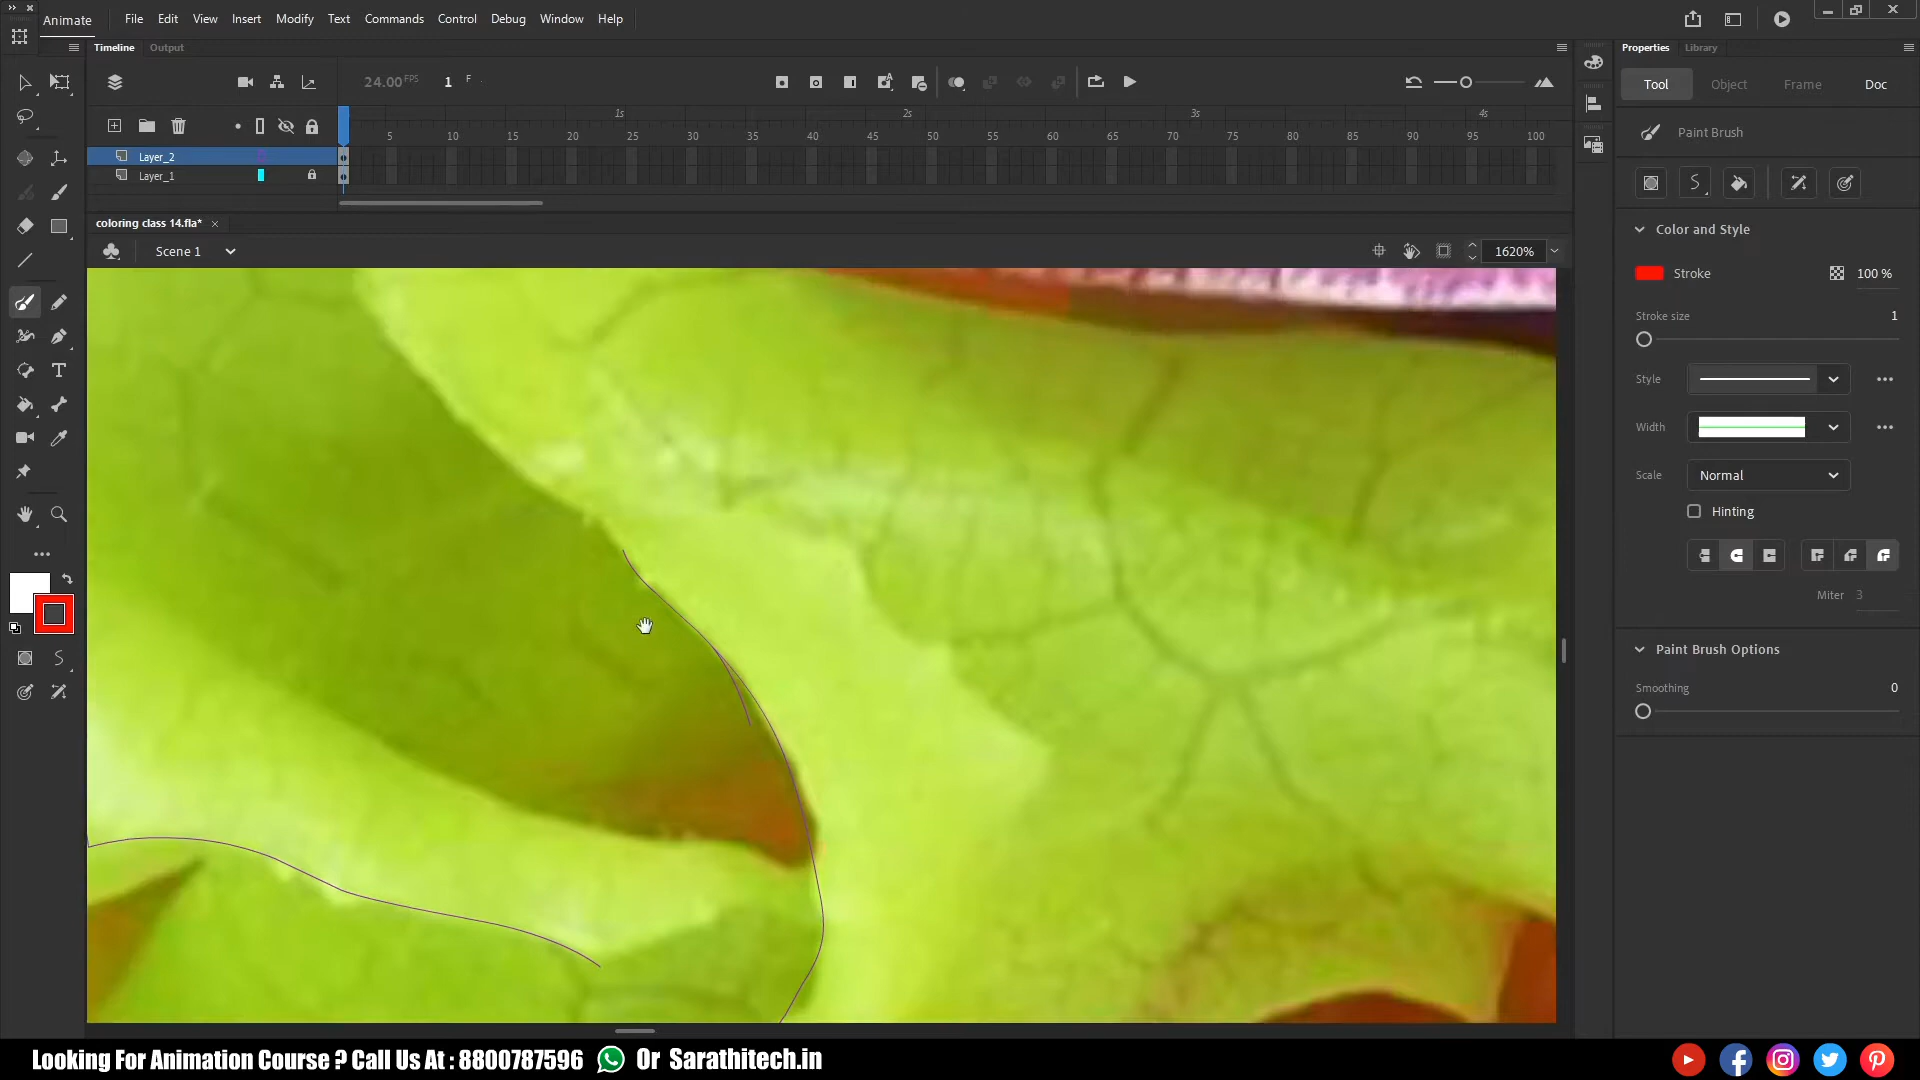 Animate File Edit View Insert Modify Text Commands Control Debug Window Help
Timeline Output
Properties Library
24.00 FPS 1 F
Tool Object Frame Doc
1s 2s 3s 4s
5 10 15 20 25 30 35 40 45 50 55 60 65 70 75 80 85 90 95 100
Paint Brush
Layer_2
Layer_1
coloring class 14.fla*
Scene 1
1620%
Color and Style
Stroke 100 %
Stroke size 1
Style
Width
Scale Normal
Hinting
Miter 3
Paint Brush Options
Smoothing 0
Looking For Animation Course ? Call Us At : 8800787596 Or Sarathitech.in